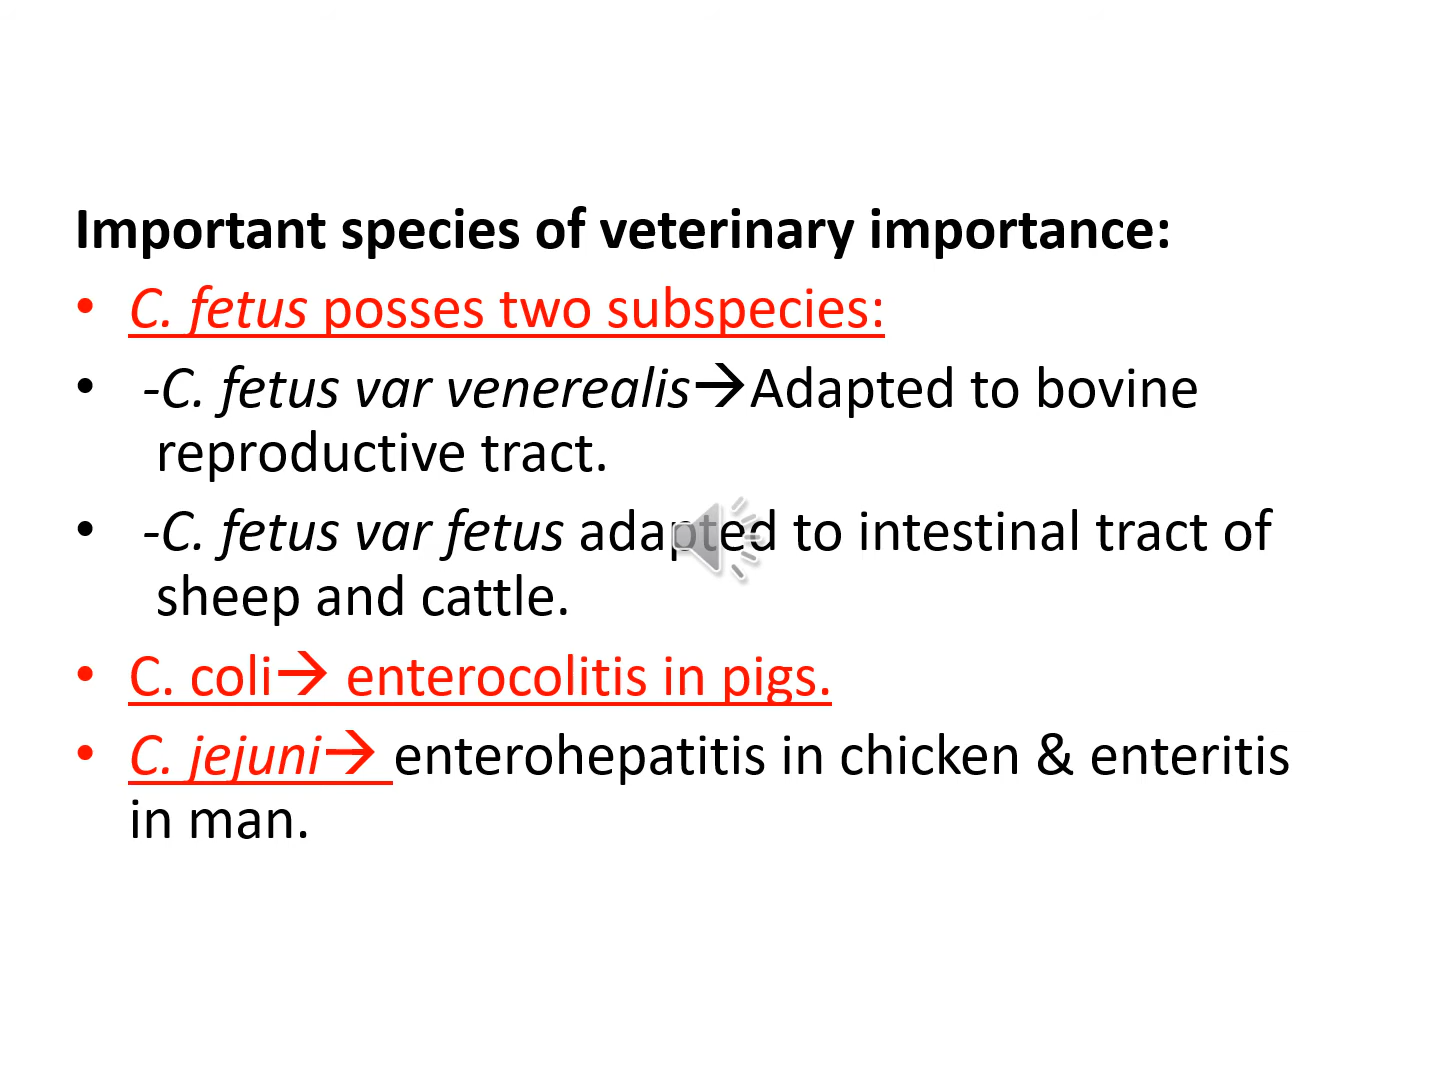 Important species of veterinary importance:
• C. fetus posses two subspecies:
• -C. fetus var venerealis→Adapted to bovine
reproductive tract.
• -C. fetus var fetus adapted to intestinal tract of
sheep and cattle.
• C. coli→ enterocolitis in pigs.
• C. jejuni→ enterohepatitis in chicken & enteritis
in man.